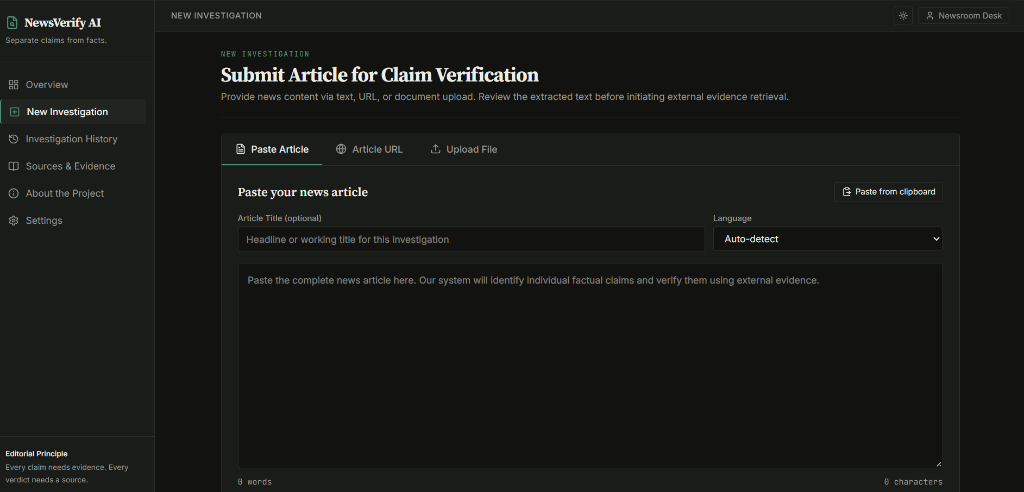 NewsVerify AI
Separate claims from facts.
Overview
New Investigation
Investigation History
Sources & Evidence
About the Project
Settings
Editorial Principle
Every claim needs evidence. Every
verdict needs a source.
NEW INVESTIGATION
Newsroom Desk
NEW INVESTIGATION
Submit Article for Claim Verification
Provide news content via text, URL, or document upload. Review the extracted text before initiating external evidence retrieval.
Paste Article
Article URL
Upload File
Paste your news article
Paste from clipboard
Article Title (optional)
Language
Headline or working title for this investigation
Auto-detect
Paste the complete news article here. Our system will identify individual factual claims and verify them using external evidence.
0 words
0 characters